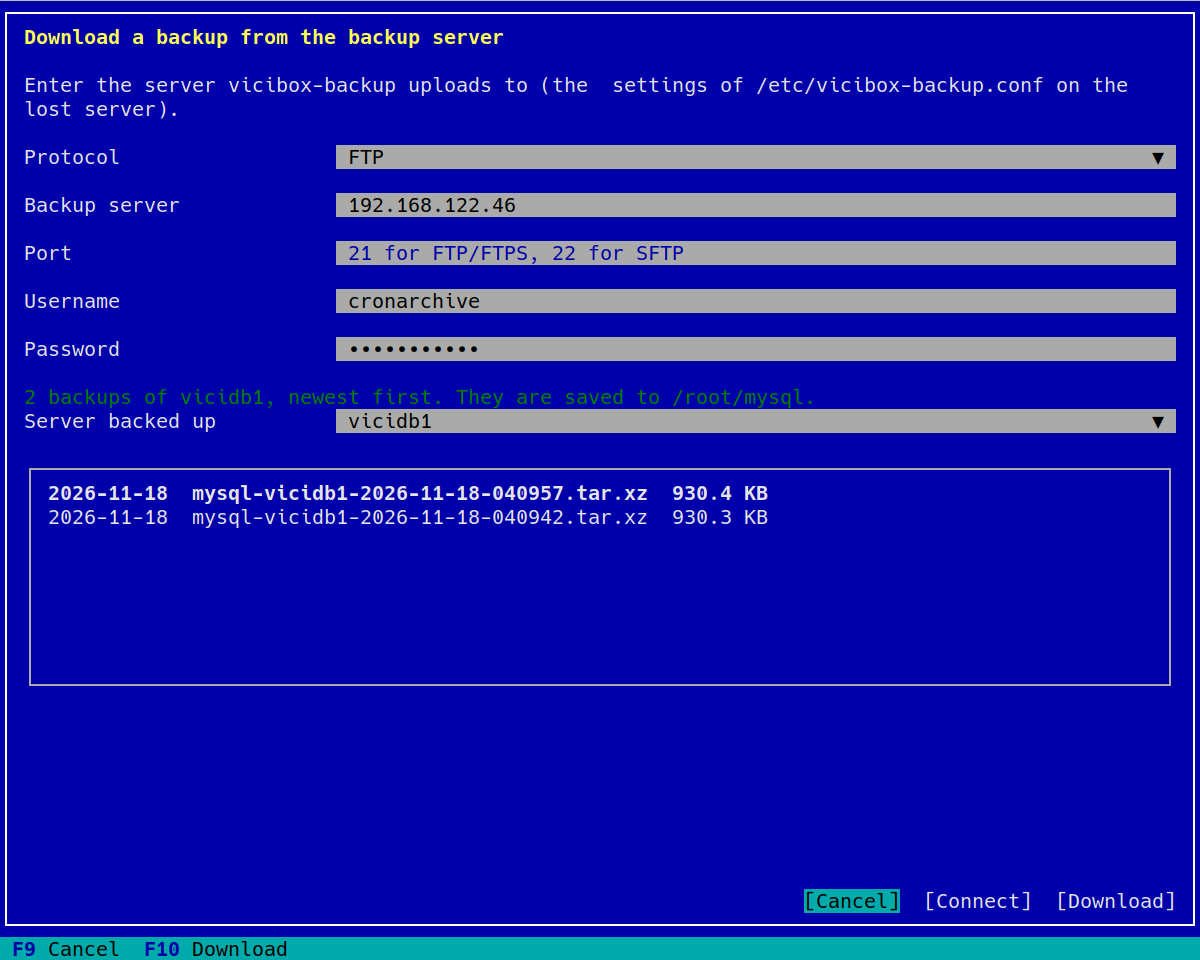 Download a backup from the backup server
Enter the server vicibox-backup uploads to (the  settings of /etc/vicibox-backup.conf on the
lost server).
Protocol FTP ▼
Backup server 192.168.122.46
Port 21 for FTP/FTPS, 22 for SFTP
Username cronarchive
Password •••••••••••
2 backups of vicidb1, newest first. They are saved to /root/mysql.
Server backed up vicidb1 ▼
2026-11-18  mysql-vicidb1-2026-11-18-040957.tar.xz  930.4 KB
2026-11-18  mysql-vicidb1-2026-11-18-040942.tar.xz  930.3 KB
[Cancel]  [Connect]  [Download]
F9 Cancel  F10 Download